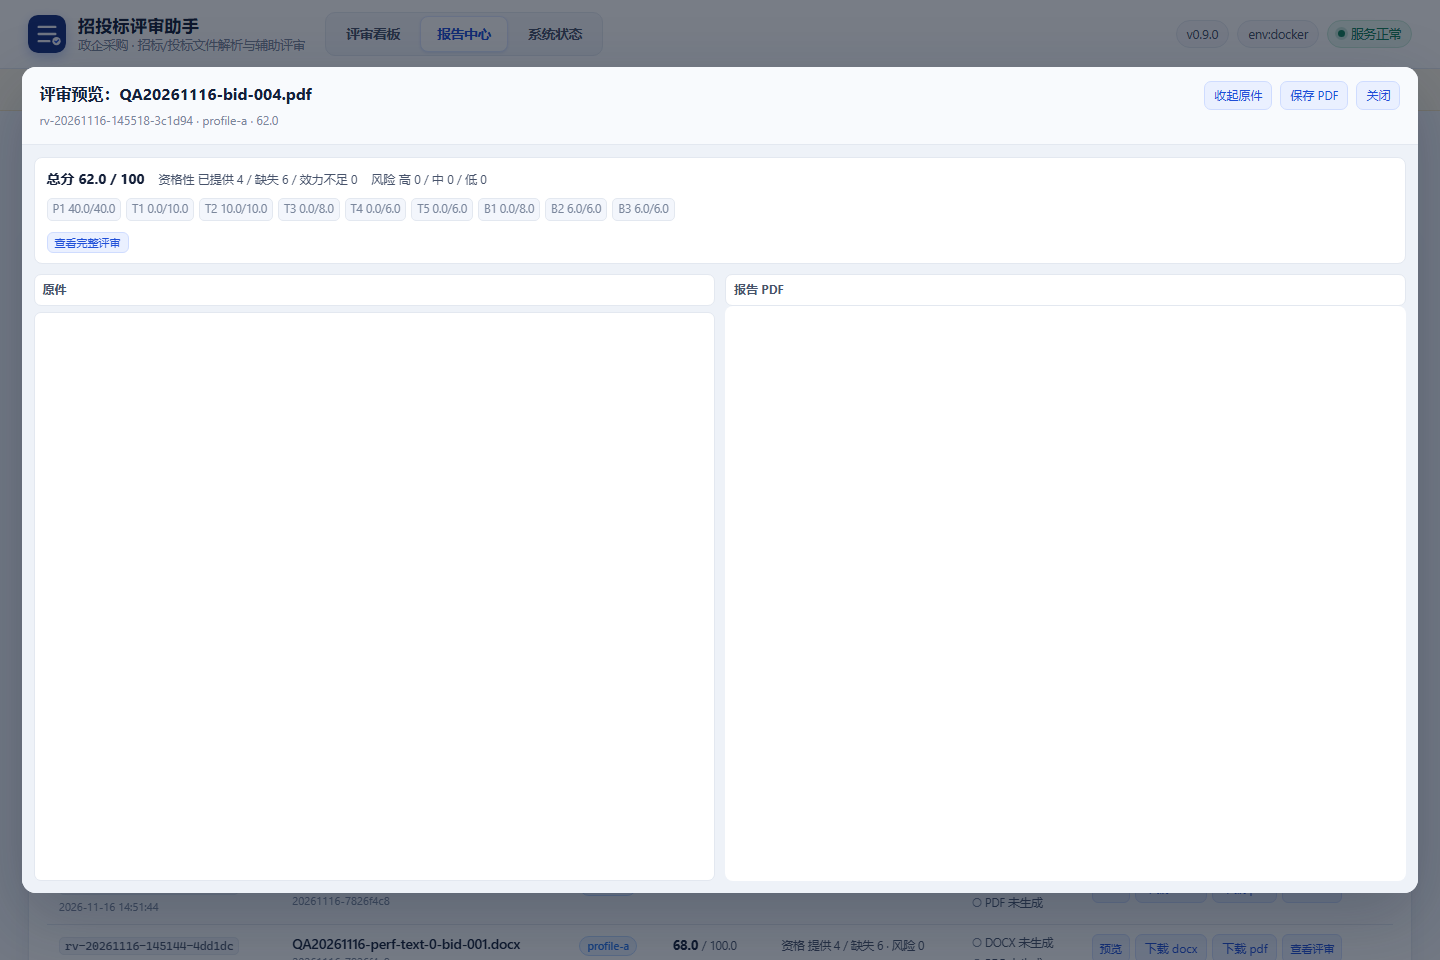 招投标评审助手
政企采购 · 招标/投标文件解析与辅助评审
评审看板
报告中心
系统状态
v0.9.0
env:docker
服务正常
评审预览：QA20261116-bid-004.pdf
rv-20261116-145518-3c1d94 · profile-a · 62.0
收起原件
保存 PDF
关闭
总分 62.0 / 100 资格性 已提供 4 / 缺失 6 / 效力不足 0 风险 高 0 / 中 0 / 低 0
P1 40.0/40.0
T1 0.0/10.0
T2 10.0/10.0
T3 0.0/8.0
T4 0.0/6.0
T5 0.0/6.0
B1 0.0/8.0
B2 6.0/6.0
B3 6.0/6.0
查看完整评审
原件
报告 PDF
2026-11-16 14:51:44
20261116-7826f4c8
PDF 未生成
rv-20261116-145144-4dd1dc
QA20261116-perf-text-0-bid-001.docx
profile-a
68.0 / 100.0
资格 提供 4 / 缺失 6 · 风险 0
DOCX 未生成
预览
下载 docx
下载 pdf
查看评审